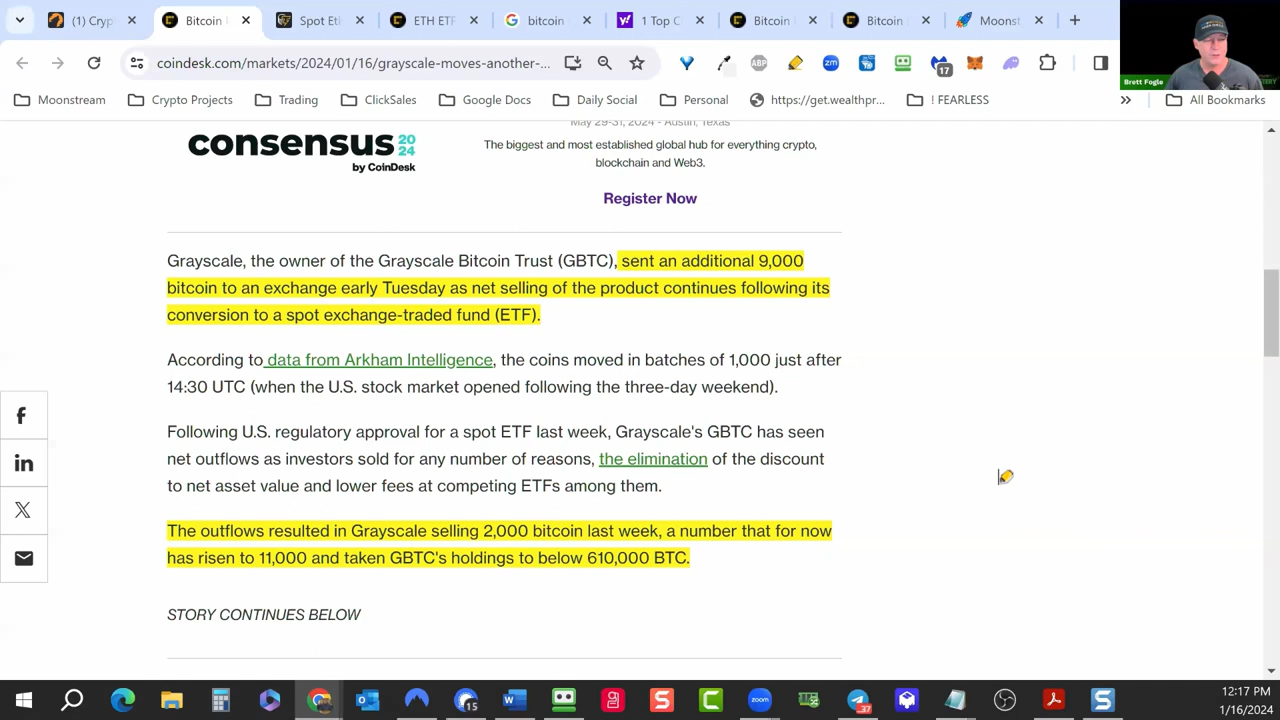 (Cryp
Bitcoin
Spot Eth
ETH ETF
bitcoin
1 Top C
Bitcoin
Bitcoin
Moonst
coindesk.com/markets/2024/01/16/grayscale-moves-another-...
ABP
zm
17
Brett Fogle
Moonstream
Crypto Projects
Trading
ClickSales
Google Docs
Daily Social
Personal
https://get.wealthpr...
! FEARLESS
All Bookmarks
consensus 20 24
by CoinDesk
May 29-31, 2024 - Austin, Texas
The biggest and most established global hub for everything crypto,
blockchain and Web3.
Register Now
Grayscale, the owner of the Grayscale Bitcoin Trust (GBTC), sent an additional 9,000
bitcoin to an exchange early Tuesday as net selling of the product continues following its
conversion to a spot exchange-traded fund (ETF).
According to data from Arkham Intelligence, the coins moved in batches of 1,000 just after
14:30 UTC (when the U.S. stock market opened following the three-day weekend).
Following U.S. regulatory approval for a spot ETF last week, Grayscale's GBTC has seen
net outflows as investors sold for any number of reasons, the elimination of the discount
to net asset value and lower fees at competing ETFs among them.
The outflows resulted in Grayscale selling 2,000 bitcoin last week, a number that for now
has risen to 11,000 and taken GBTC's holdings to below 610,000 BTC.
STORY CONTINUES BELOW
15
zoom
37
12:17 PM
1/16/2024